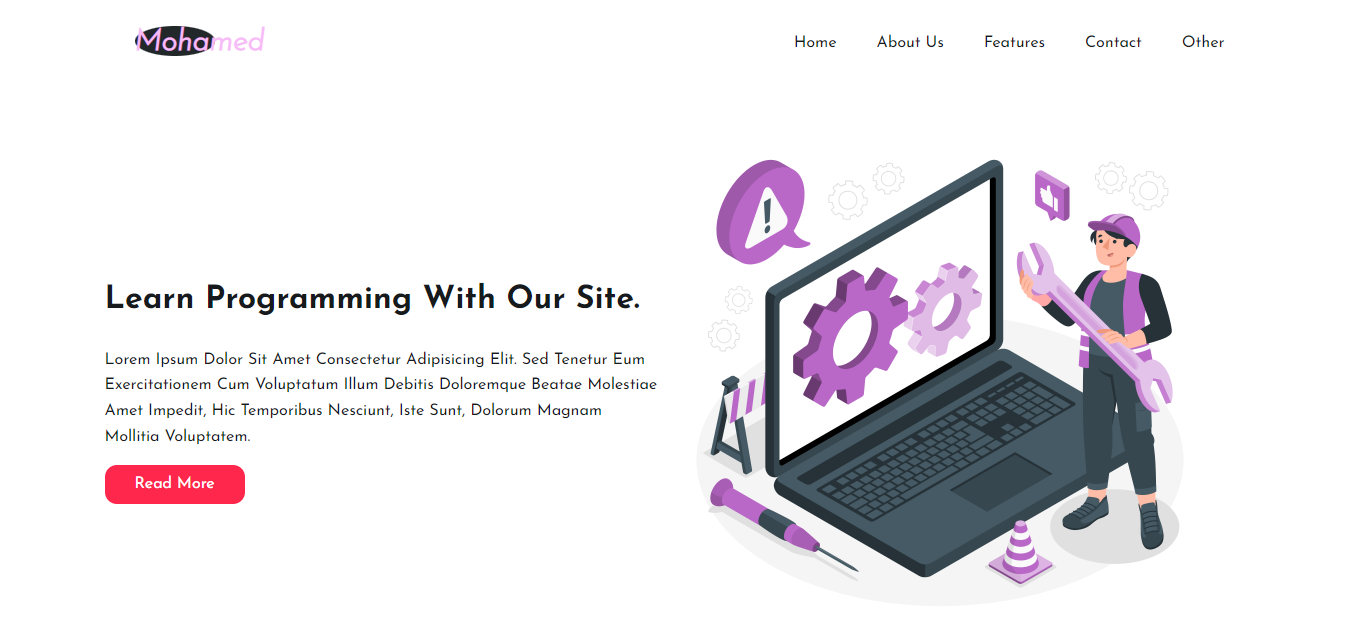 Mohamed
Home About Us Features Contact Other
Learn Programming With Our Site.
Lorem Ipsum Dolor Sit Amet Consectetur Adipisicing Elit. Sed Tenetur Eum
Exercitationem Cum Voluptatum Illum Debitis Doloremque Beatae Molestiae
Amet Impedit, Hic Temporibus Nesciunt, Iste Sunt, Dolorum Magnam
Mollitia Voluptatem.
Read More